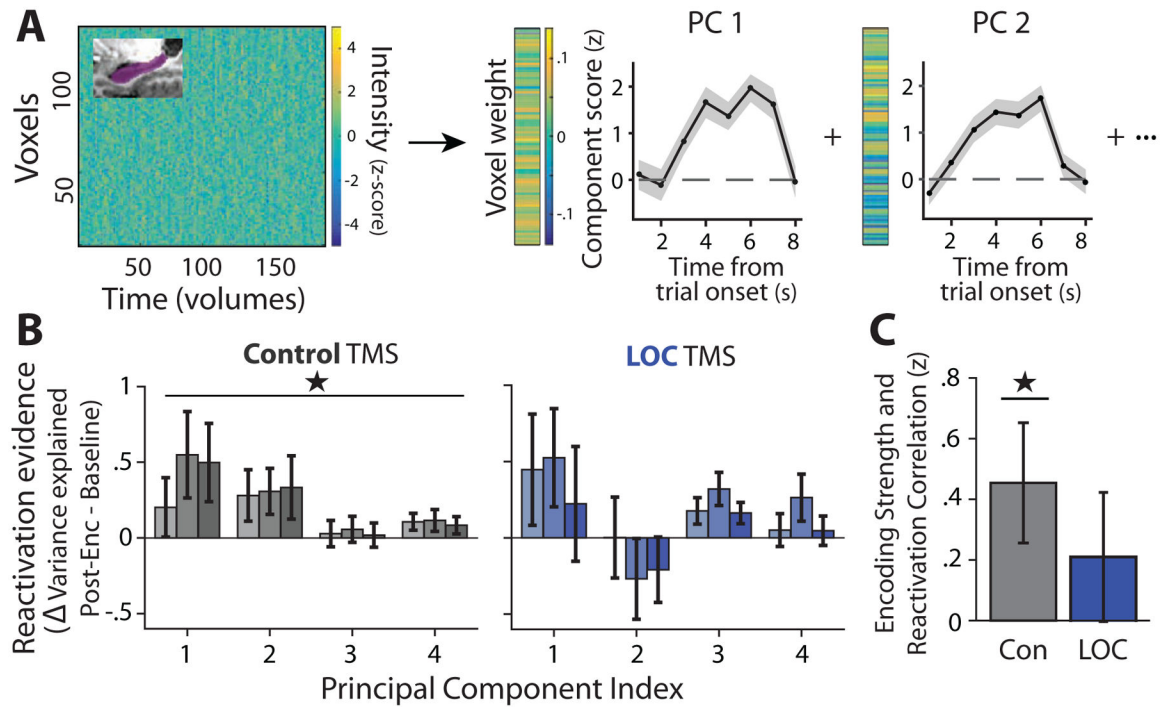 A
Voxels
100
50
50 100 150
Time (volumes)
4
2
0
-2
-4
Intensity (z-score)
Voxel weight
.1
0
-.1
Component score (z)
PC 1
2
1
0
2 4 6 8
Time from
trial onset (s)
+
PC 2
2
1
0
2 4 6 8
Time from
trial onset (s)
+ ...
B
Control TMS
★
LOC TMS
Reactivation evidence
(Δ Variance explained
Post-Enc - Baseline)
1
.5
0
-.5
1 2 3 4
1 2 3 4
Principal Component Index
C
Encoding Strength and
Reactivation Correlation (z)
.8
.6
.4
.2
0
★
Con LOC